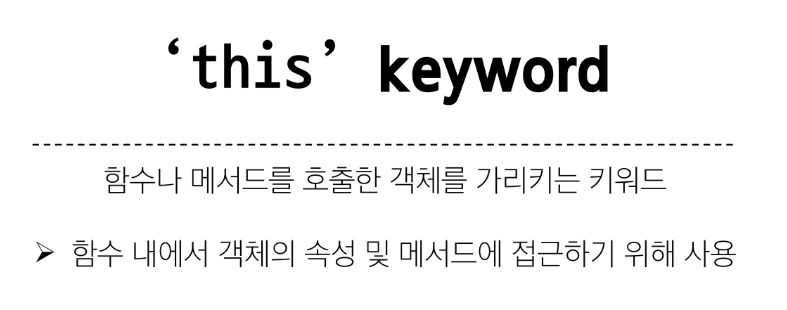 ‘this’ keyword
함수나 메서드를 호출한 객체를 가리키는 키워드
➢ 함수 내에서 객체의 속성 및 메서드에 접근하기 위해 사용